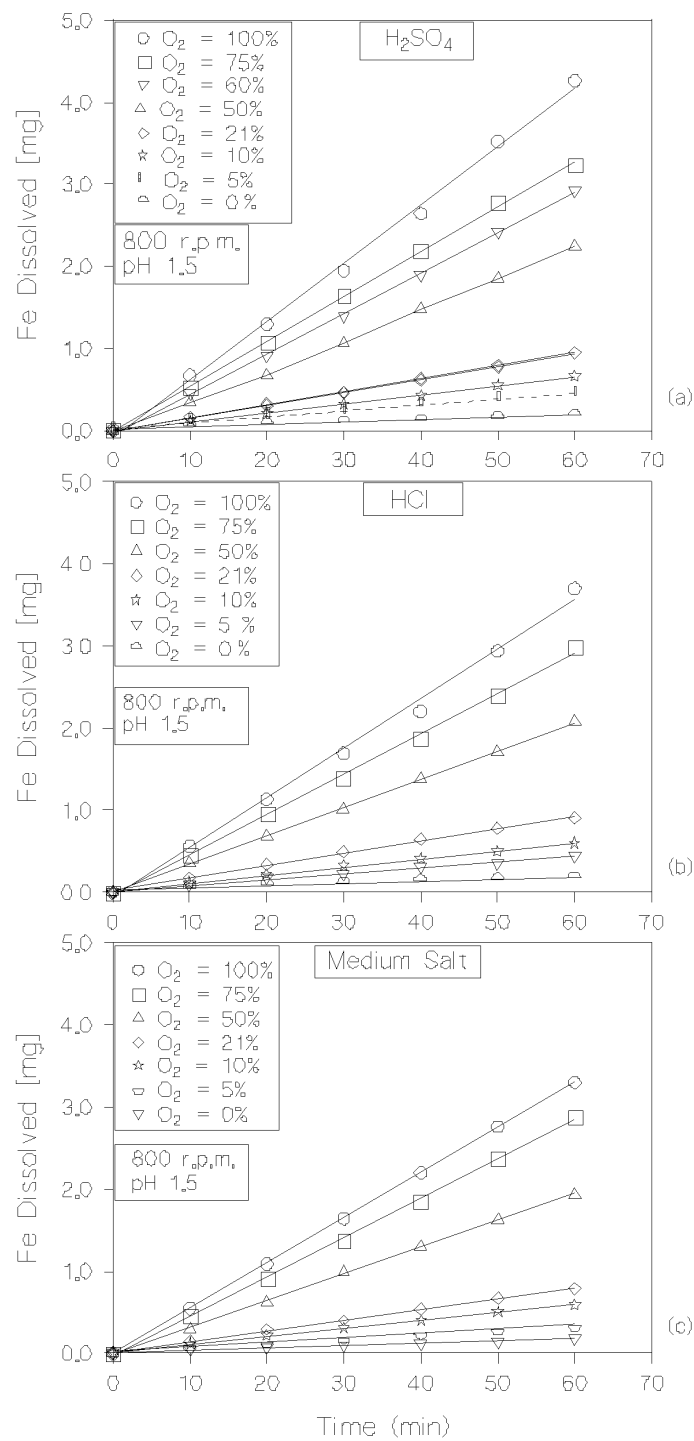 5.0
4.0
3.0
2.0
1.0
0.0
Fe Dissolved [mg]
H2SO4
O2 = 100%
O2 = 75%
O2 = 60%
O2 = 50%
O2 = 21%
O2 = 10%
O2 = 5%
O2 = 0%
800 r.p.m.
pH 1.5
(a)
0 10 20 30 40 50 60 70
5.0
4 0
3.0
2.0
1.0
0.0
Fe Dissolved [mg]
HCl
O2 = 100%
O2 = 75%
O2 = 50%
O2 = 21%
O2 = 10%
O2 = 5 %
O2 = 0%
800 r.p.m.
pH 1.5
(b)
0 10 20 30 40 50 60 70
5.0
4.0
3.0
2.0
1.0
0.0
Fe Dissolved [mg]
Medium Salt
O2 = 100%
O2 = 75%
O2 = 50%
O2 = 21%
O2 = 10%
O2 = 5%
O2 = 0%
800 r.p.m.
pH 1.5
(c)
0 10 20 30 40 50 60 70
Time (min)